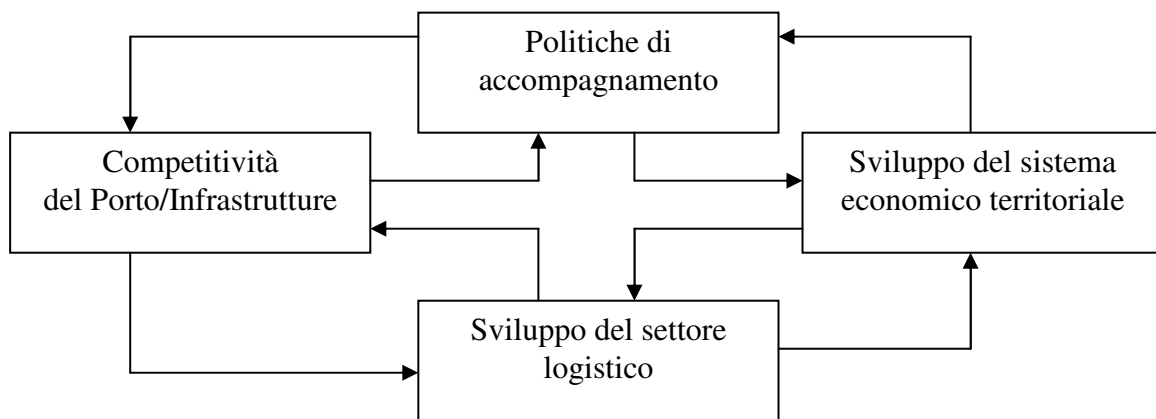 Politiche di
accompagnamento
Competitività
del Porto/Infrastrutture
Sviluppo del sistema
economico territoriale
Sviluppo del settore
logistico